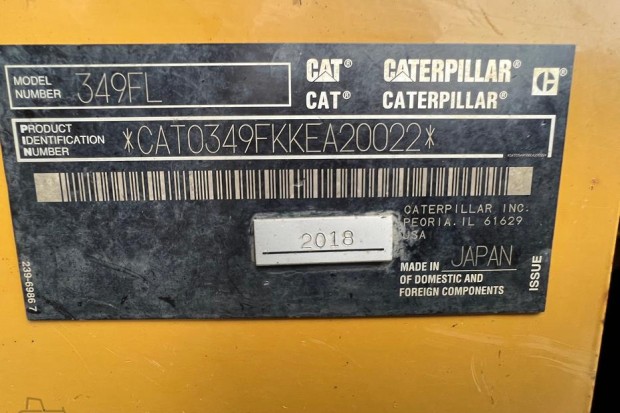 MODEL NUMBER 349FL
CAT® CATERPILLAR® C®
CAT® CATERPILLAR®
PRODUCT IDENTIFICATION NUMBER *CAT0349FKKEA20022*
CATERPILLAR INC.
PEORIA, IL 61629
USA
2018
MADE IN JAPAN
OF DOMESTIC AND
FOREIGN COMPONENTS
ISSUE
239-6986 7